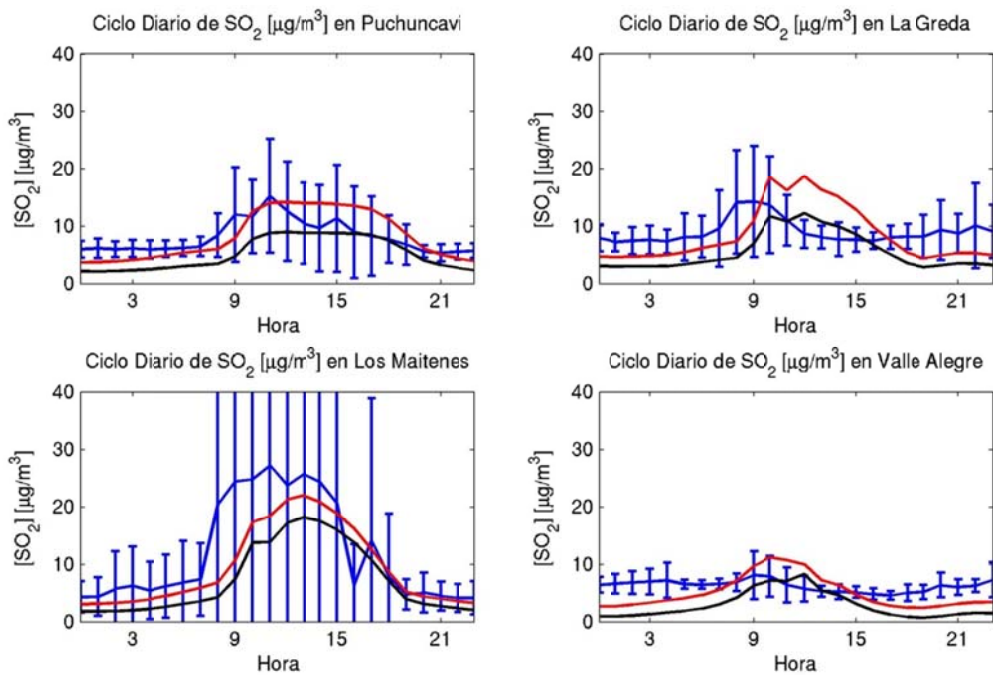 Ciclo Diario de SO2 [μg/m3] en Puchuncavi
[SO2] [μg/m3]
40
30
20
10
0
3 9 15 21
Hora
Ciclo Diario de SO2 [μg/m3] en La Greda
[SO2] [μg/m3]
40
30
20
10
0
3 9 15 21
Hora
Ciclo Diario de SO2 [μg/m3] en Los Maitenes
[SO2] [μg/m3]
40
30
20
10
0
3 9 15 21
Hora
Ciclo Diario de SO2 [μg/m3] en Valle Alegre
[SO2] [μg/m3]
40
30
20
10
0
3 9 15 21
Hora